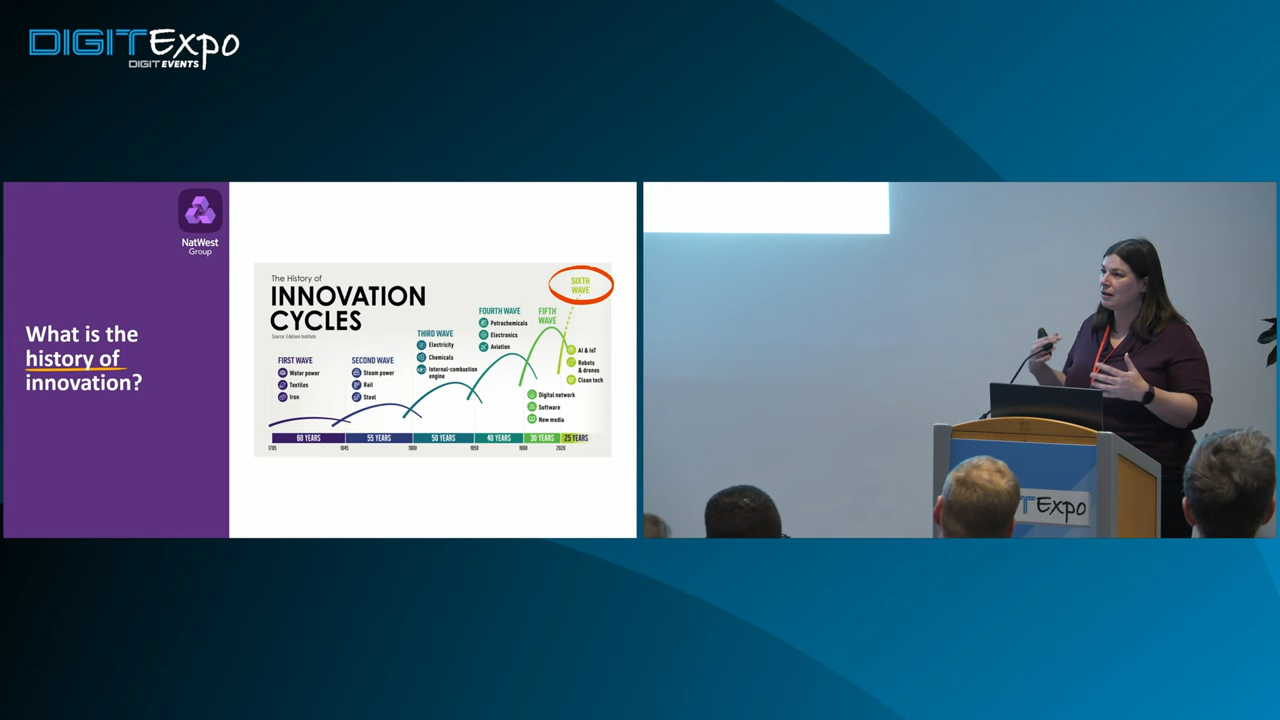 DIGITExpo
DIGITEVENTS
NatWest
Group
What is the
history of
innovation?
The History of
INNOVATION
CYCLES
Source: Edelson Institute
FIRST WAVE
Water power
Textiles
Iron
SECOND WAVE
Steam power
Rail
Steel
THIRD WAVE
Electricity
Chemicals
Internal-combustion
engine
FOURTH WAVE
Petrochemicals
Electronics
Aviation
FIFTH
WAVE
Digital network
Software
New media
SIXTH
WAVE
AI & IoT
Robots
& drones
Clean tech
60 YEARS
55 YEARS
50 YEARS
40 YEARS
30 YEARS
25 YEARS
1785
1845
1900
1950
1990
2020
ITExpo